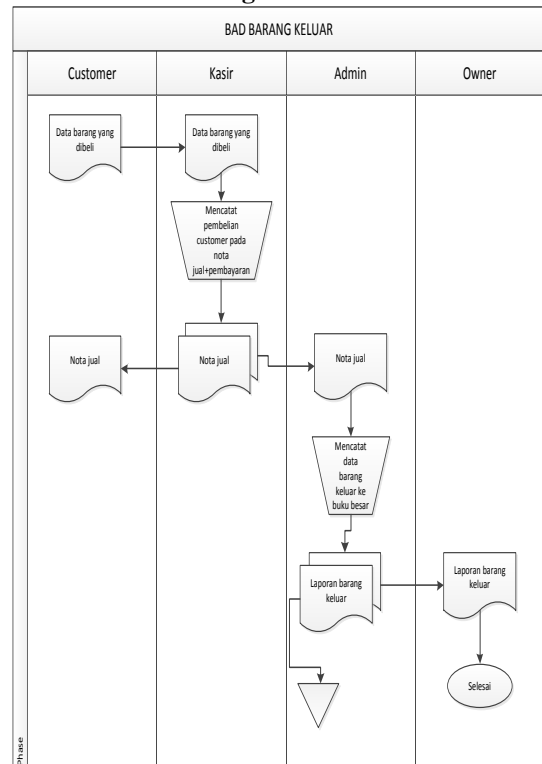 BAD BARANG KELUAR
Customer
Kasir
Admin
Owner
Data barang yang
dibeli
Data barang yang
dibeli
Mencatat
pembelian
customer pada
nota
jual+pembayaran
Nota jual
Nota jual
Nota jual
Mencatat
data
barang
keluar ke
buku besar
Laporan barang
keluar
Laporan barang
keluar
Selesai
Phase